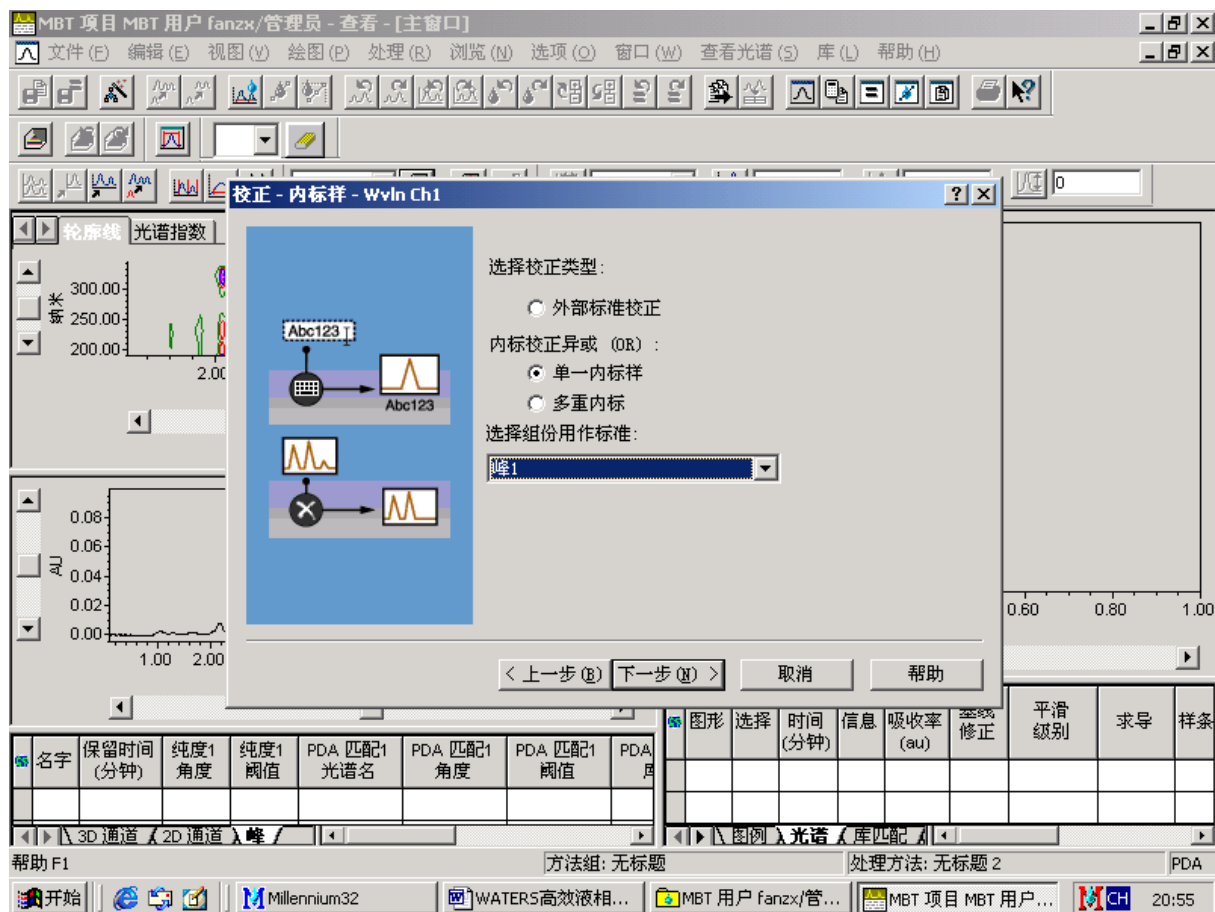 MBT 项目 MBT 用户 fanzx/管理员 - 查看 - [主窗口]
文件(F) 编辑(E) 视图(V) 绘图(P) 处理(R) 浏览(N) 选项(O) 窗口(W) 查看光谱(S) 库(L) 帮助(H)
0
校正 - 内标样 - Wvln Ch1
轮廓线 光谱指数
300.00
250.00
200.00
纳米
2.00
选择校正类型:
外部标准校正
内标校正异或 (OR) :
单一内标样
多重内标
选择组份用作标准:
峰1
Abc123
Abc123
0.08
0.06
0.04
0.02
0.00
AU
1.00 2.00
0.60 0.80 1.00
< 上一步(B) 下一步(N) > 取消 帮助
名字 保留时间(分钟) 纯度1角度 纯度1阈值 PDA 匹配1光谱名 PDA 匹配1角度 PDA 匹配1阈值 PDA
图形 选择 时间(分钟) 信息 吸收率(au) 基线修正 平滑级别 求导 样条
3D 通道 2D 通道 峰
图例 光谱 库匹配
帮助 F1 方法组: 无标题 处理方法: 无标题 2 PDA
开始 Millennium32 WATERS高效液相... MBT 用户 fanzx/管... MBT 项目 MBT 用户... CH 20:55